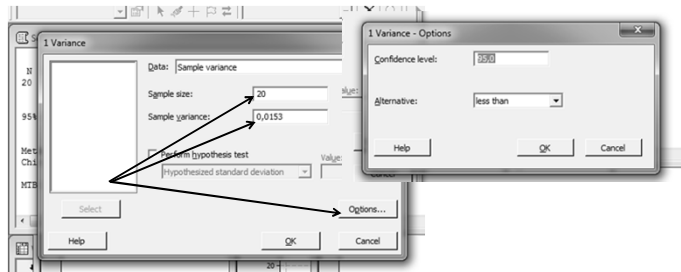 1 Variance
Data: Sample variance
Sample size: 20
Sample variance: 0,0153
Perform hypothesis test
Value:
Hypothesized standard deviation
Select
Options...
Help
OK
Cancel
N
20
95%
Met
Chi
MTB
20
1 Variance - Options
Confidence level: 95,0
Alternative: less than
Help
OK
Cancel